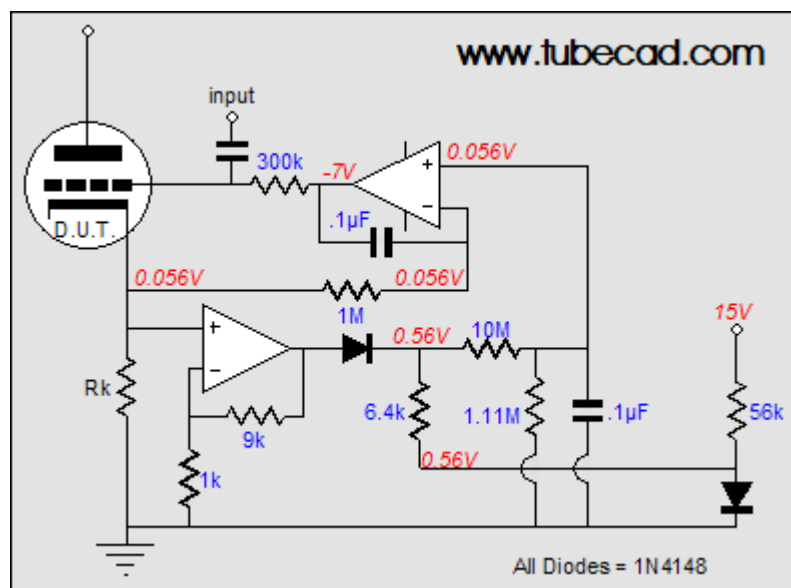 www.tubecad.com
input
300k
-7V
+
0.056V
−
D.U.T.
.1µF
0.056V
0.056V
1M
+
−
0.56V
10M
15V
Rk
9k
6.4k
1.11M
.1µF
56k
1k
0.56V
All Diodes = 1N4148